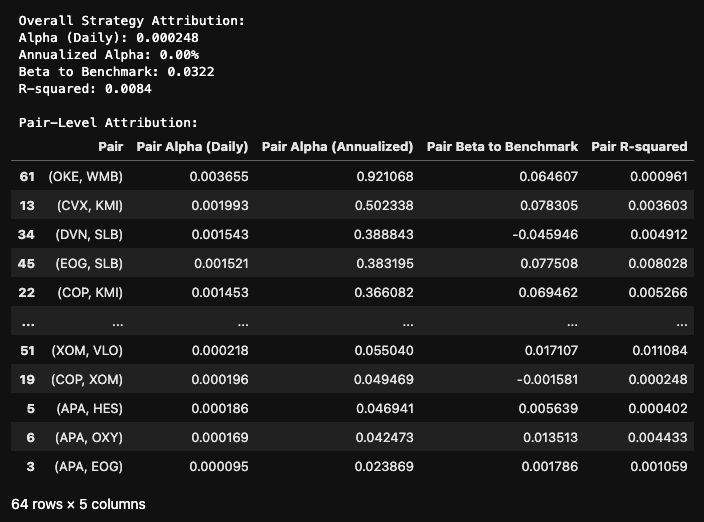 Overall Strategy Attribution:
Alpha (Daily): 0.000248
Annualized Alpha: 0.00%
Beta to Benchmark: 0.0322
R-squared: 0.0084
Pair-Level Attribution:
Pair Pair Alpha (Daily) Pair Alpha (Annualized) Pair Beta to Benchmark Pair R-squared
61 (OKE, WMB) 0.003655 0.921068 0.064607 0.000961
13 (CVX, KMI) 0.001993 0.502338 0.078305 0.003603
34 (DVN, SLB) 0.001543 0.388843 -0.045946 0.004912
45 (EOG, SLB) 0.001521 0.383195 0.077508 0.008028
22 (COP, KMI) 0.001453 0.366082 0.069462 0.005266
... ... ... ... ... ...
51 (XOM, VLO) 0.000218 0.055040 0.017107 0.011084
19 (COP, XOM) 0.000196 0.049469 -0.001581 0.000248
5 (APA, HES) 0.000186 0.046941 0.005639 0.000402
6 (APA, OXY) 0.000169 0.042473 0.013513 0.004433
3 (APA, EOG) 0.000095 0.023869 0.001786 0.001059
64 rows × 5 columns